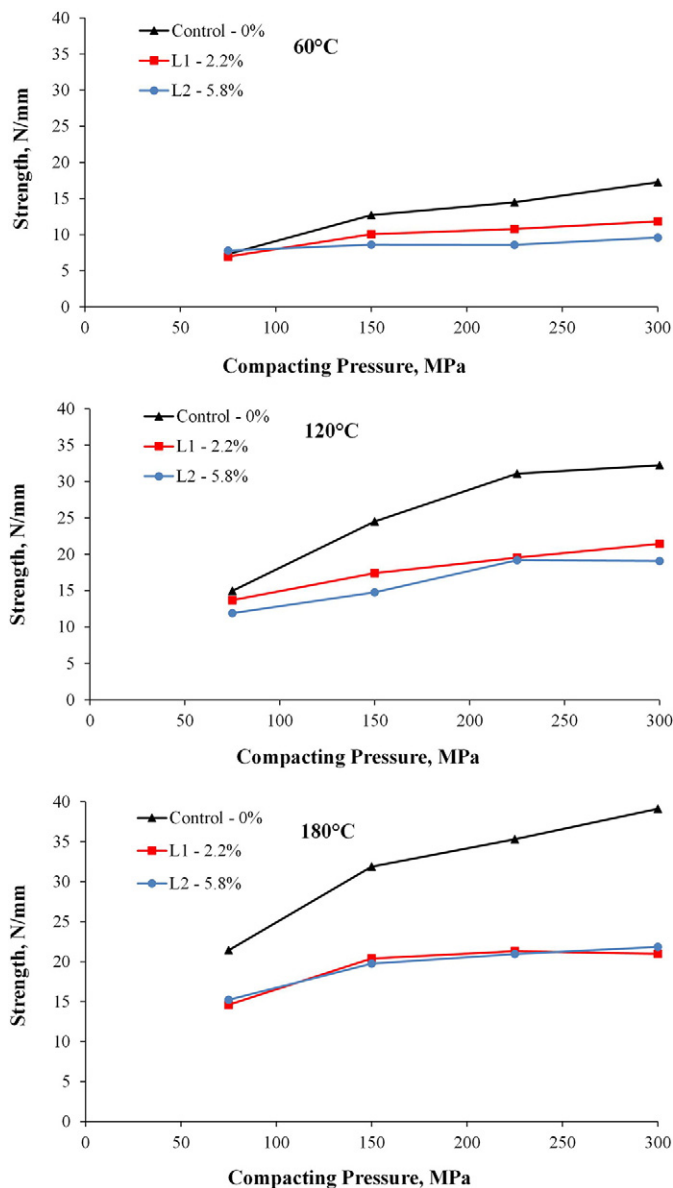 40
35
30
25
20
15
10
5
0
Strength, N/mm
Control - 0%
L1 - 2.2%
L2 - 5.8%
60°C
0 50 100 150 200 250 300
Compacting Pressure, MPa
40
35
30
25
20
15
10
5
0
Strength, N/mm
Control - 0%
L1 - 2.2%
L2 - 5.8%
120°C
0 50 100 150 200 250 300
Compacting Pressure, MPa
40
35
30
25
20
15
10
5
0
Strength, N/mm
Control - 0%
L1 - 2.2%
L2 - 5.8%
180°C
0 50 100 150 200 250 300
Compacting Pressure, MPa